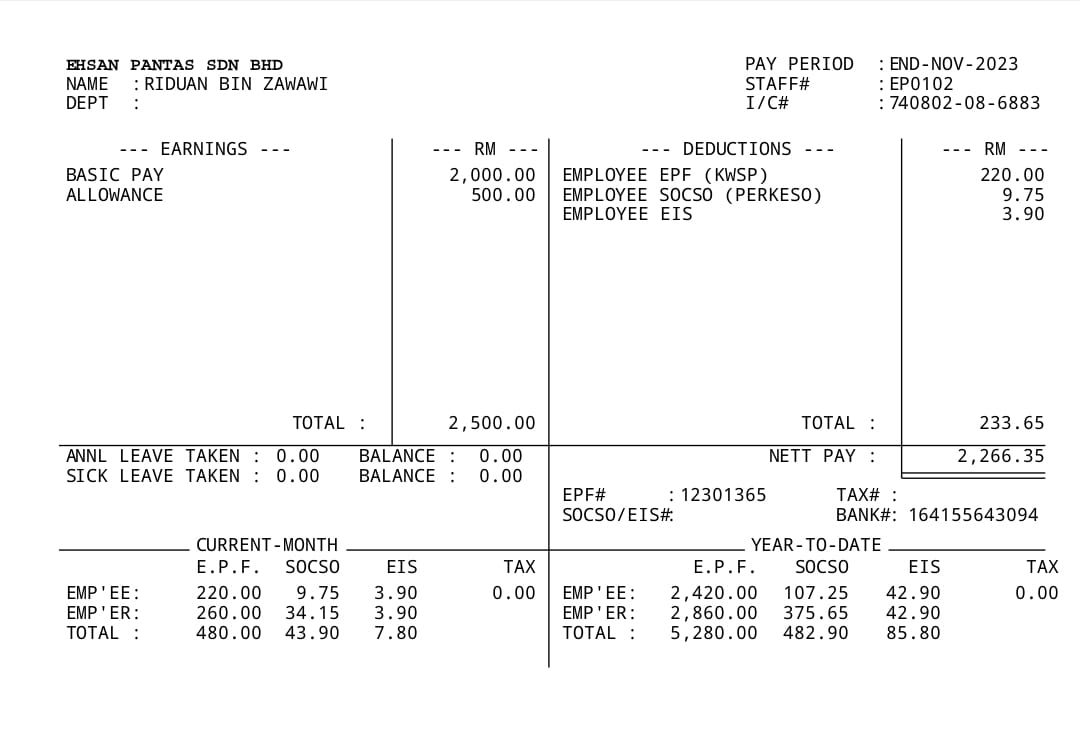 EHSAN PANTAS SDN BHD PAY PERIOD : END-NOV-2023
NAME : RIDUAN BIN ZAWAWI STAFF# : EP0102
DEPT : I/C# : 740802-08-6883
--- EARNINGS --- --- RM --- --- DEDUCTIONS --- --- RM ---
BASIC PAY 2,000.00 EMPLOYEE EPF (KWSP) 220.00
ALLOWANCE 500.00 EMPLOYEE SOCSO (PERKESO) 9.75
EMPLOYEE EIS 3.90
TOTAL : 2,500.00 TOTAL : 233.65
ANNL LEAVE TAKEN : 0.00 BALANCE : 0.00 NETT PAY : 2,266.35
SICK LEAVE TAKEN : 0.00 BALANCE : 0.00
EPF# : 12301365 TAX# :
SOCSO/EIS#: BANK#: 164155643094
CURRENT-MONTH YEAR-TO-DATE
E.P.F. SOCSO EIS TAX E.P.F. SOCSO EIS TAX
EMP'EE: 220.00 9.75 3.90 0.00 EMP'EE: 2,420.00 107.25 42.90 0.00
EMP'ER: 260.00 34.15 3.90 EMP'ER: 2,860.00 375.65 42.90
TOTAL : 480.00 43.90 7.80 TOTAL : 5,280.00 482.90 85.80